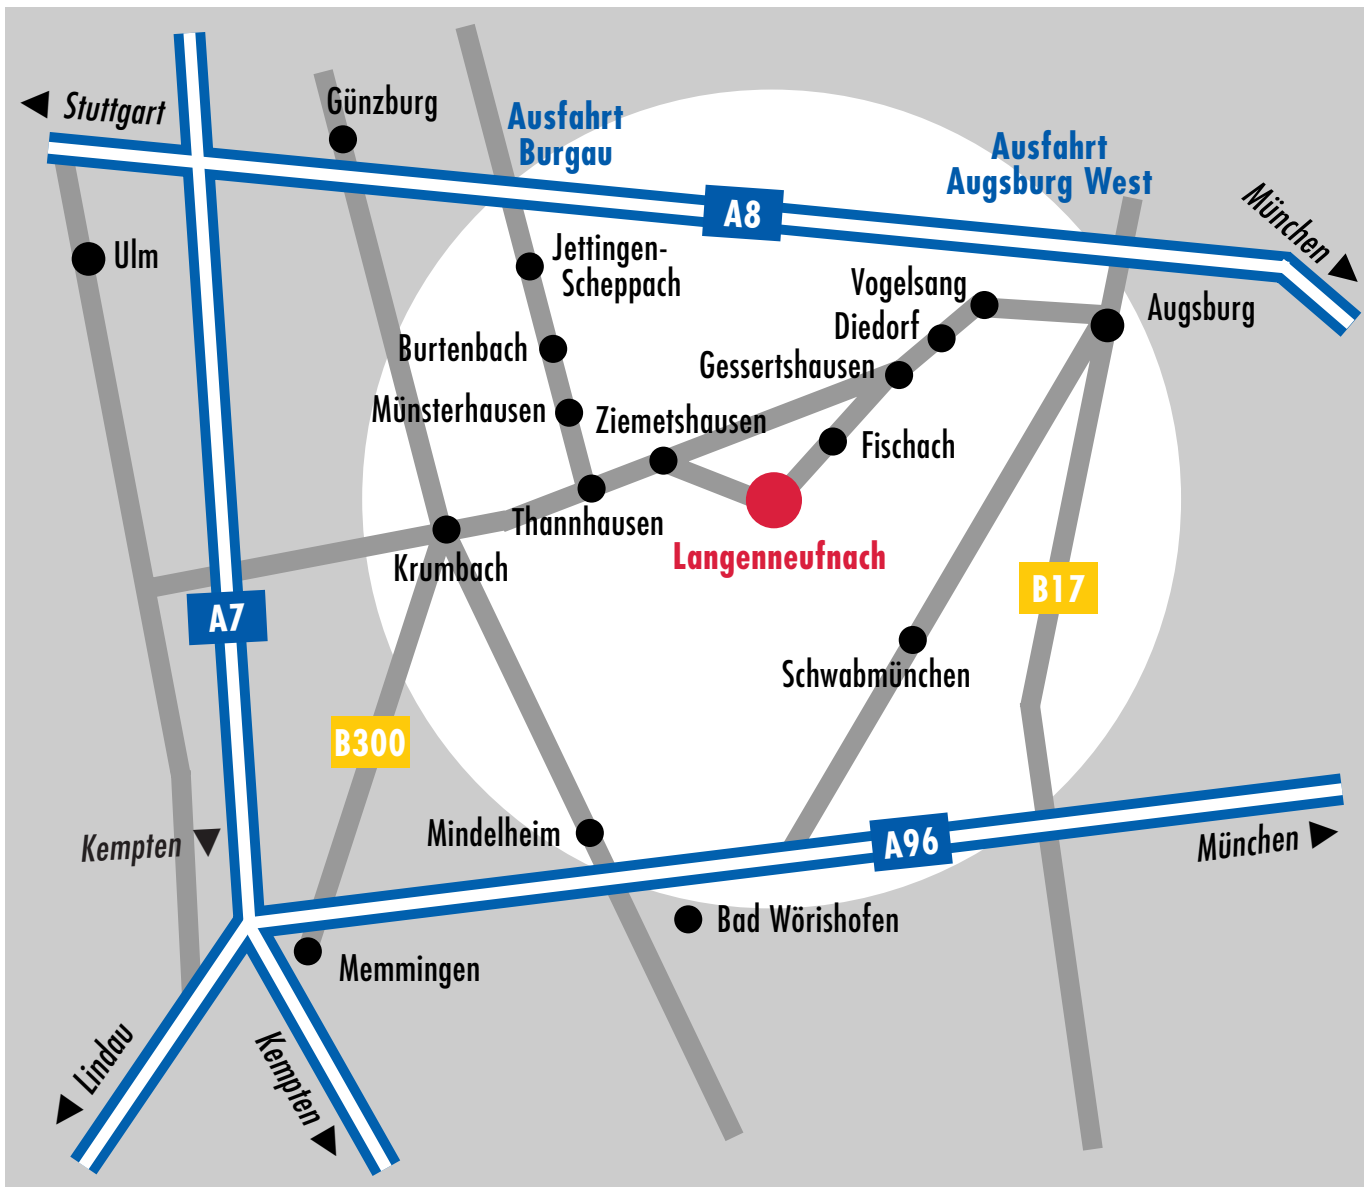 Stuttgart
Günzburg
Ausfahrt
Burgau
Ausfahrt
Augsburg West
A8
München
Ulm
Jettingen-
Scheppach
Vogelsang
Augsburg
Diedorf
Burtenbach
Gessertshausen
Münsterhausen
Ziemetshausen
Fischach
Thannhausen
Langenneufnach
Krumbach
B17
A7
Schwabmünchen
B300
Mindelheim
A96
Kempten
München
Bad Wörishofen
Memmingen
Lindau
Kempten